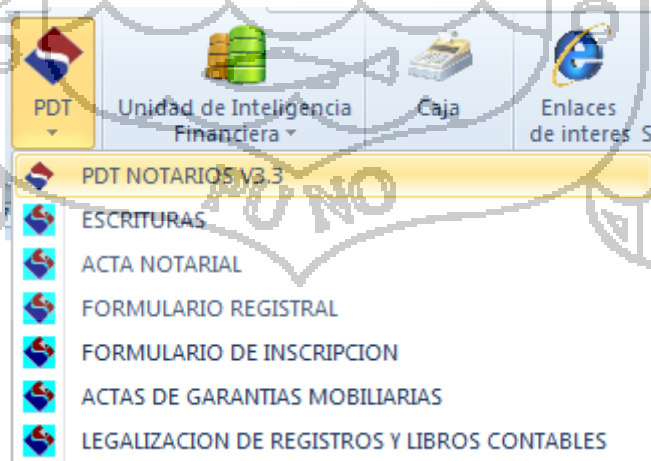 PDT
Unidad de Inteligencia
Financiera
Caja
Enlaces
de interes S
PDT NOTARIOS V3.3
PUNO
ESCRITURAS
ACTA NOTARIAL
FORMULARIO REGISTRAL
FORMULARIO DE INSCRIPCION
ACTAS DE GARANTIAS MOBILIARIAS
LEGALIZACION DE REGISTROS Y LIBROS CONTABLES